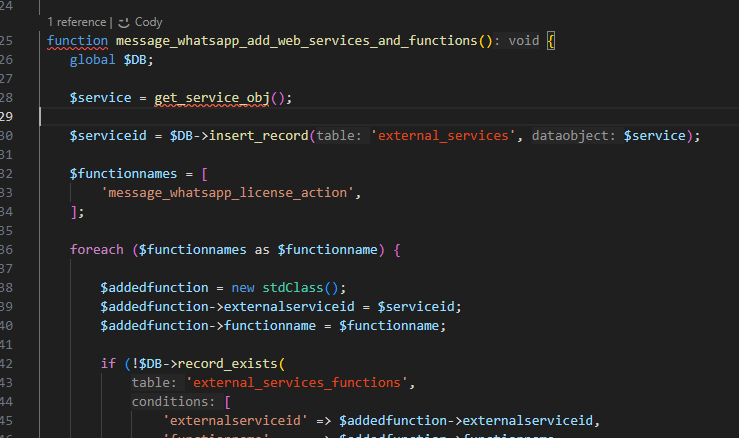 24
1 reference | Cody
25 function message_whatsapp_add_web_services_and_functions(): void {
26 global $DB;
27
28 $service = get_service_obj();
29
30 $serviceid = $DB->insert_record(table: 'external_services', dataobject: $service);
31
32 $functionnames = [
33 'message_whatsapp_license_action',
34 ];
35
36 foreach ($functionnames as $functionname) {
37
38 $addedfunction = new stdClass();
39 $addedfunction->externalserviceid = $serviceid;
40 $addedfunction->functionname = $functionname;
41
42 if (!$DB->record_exists(
43 table: 'external_services_functions',
44 conditions: [
45 'externalserviceid' => $addedfunction->externalserviceid,
'functionname' => $addedfunction->functionname